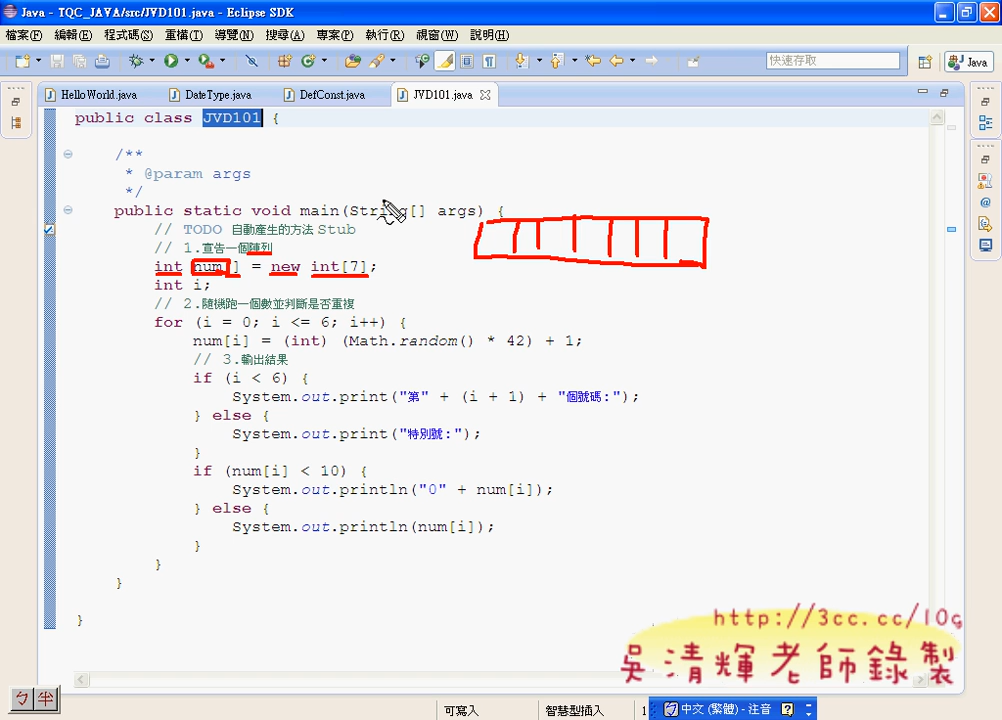 Java - TQC_JAVA/src/JVD101.java - Eclipse SDK
檔案(F) 編輯(E) 程式碼(S) 重構(T) 導覽(N) 搜尋(A) 專案(P) 執行(R) 視窗(W) 說明(H)
快速存取 Java
HelloWorld.java DateType.java DefConst.java JVD101.java
public class JVD101 {
/**
* @param args
*/
public static void main(String[] args) {
// TODO 自動產生的方法 Stub
// 1.宣告一個陣列
int num[] = new int[7];
int i;
// 2.隨機跑一個數並判斷是否重複
for (i = 0; i <= 6; i++) {
num[i] = (int) (Math.random() * 42) + 1;
// 3.輸出結果
if (i < 6) {
System.out.print("第" + (i + 1) + "個號碼:");
} else {
System.out.print("特別號:");
}
if (num[i] < 10) {
System.out.println("0" + num[i]);
} else {
System.out.println(num[i]);
}
}
}
}
http://3cc.cc/10g
吳清輝老師錄製
ㄅ 半 可寫入 智慧型插入 1 中文 (繁體) - 注音